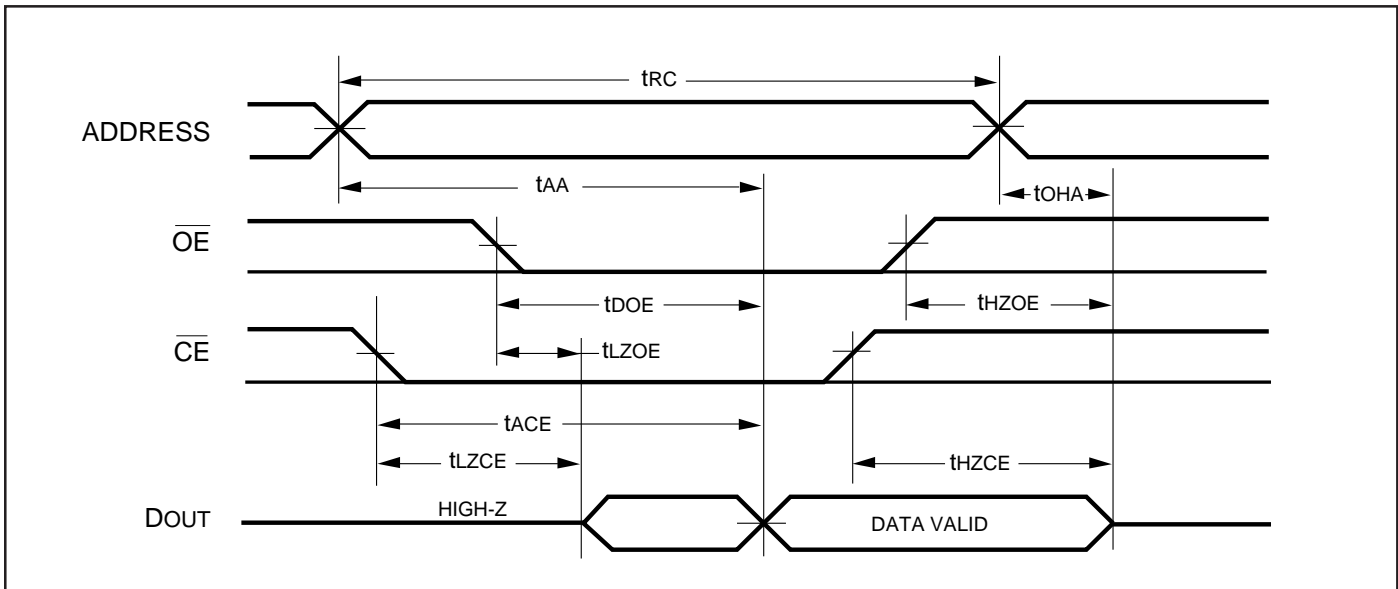 tRC
ADDRESS
tAA
tOHA
OE
tDOE
tHZOE
CE
tLZOE
tACE
tLZCE
tHZCE
DOUT
HIGH-Z
DATA VALID